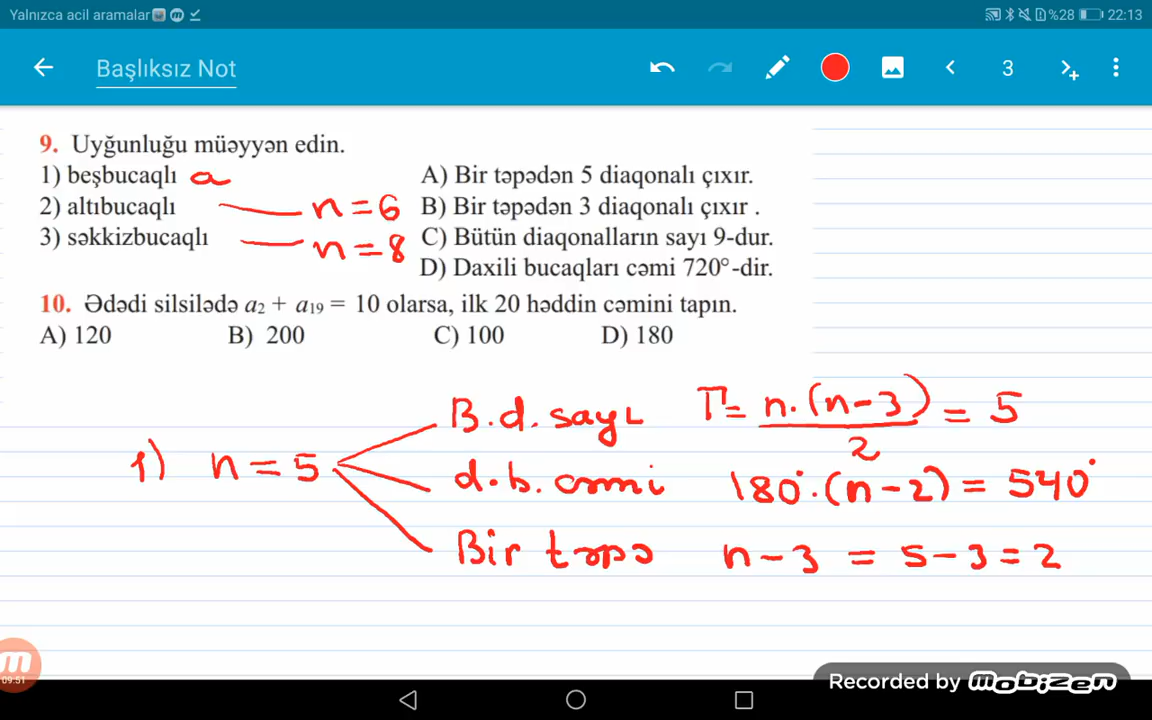 Yalnızca acil aramalar %28 22:13
Başlıksız Not 3
9. Uyğunluğu müəyyən edin.
1) beşbucaqlı a A) Bir təpədən 5 diaqonalı çıxır.
2) altıbucaqlı n=6 B) Bir təpədən 3 diaqonalı çıxır .
3) səkkizbucaqlı n=8 C) Bütün diaqonalların sayı 9-dur.
D) Daxili bucaqları cəmi 720°-dir.
10. Ədədi silsilədə a₂ + a₁₉ = 10 olarsa, ilk 20 həddin cəmini tapın.
A) 120 B) 200 C) 100 D) 180
B.d. sayı T= n.(n-3)/2 = 5
1) n=5 d.b. cəmi 180°.(n-2) = 540°
Bir təpə n-3 = 5-3=2
09:51
Recorded by mobizen